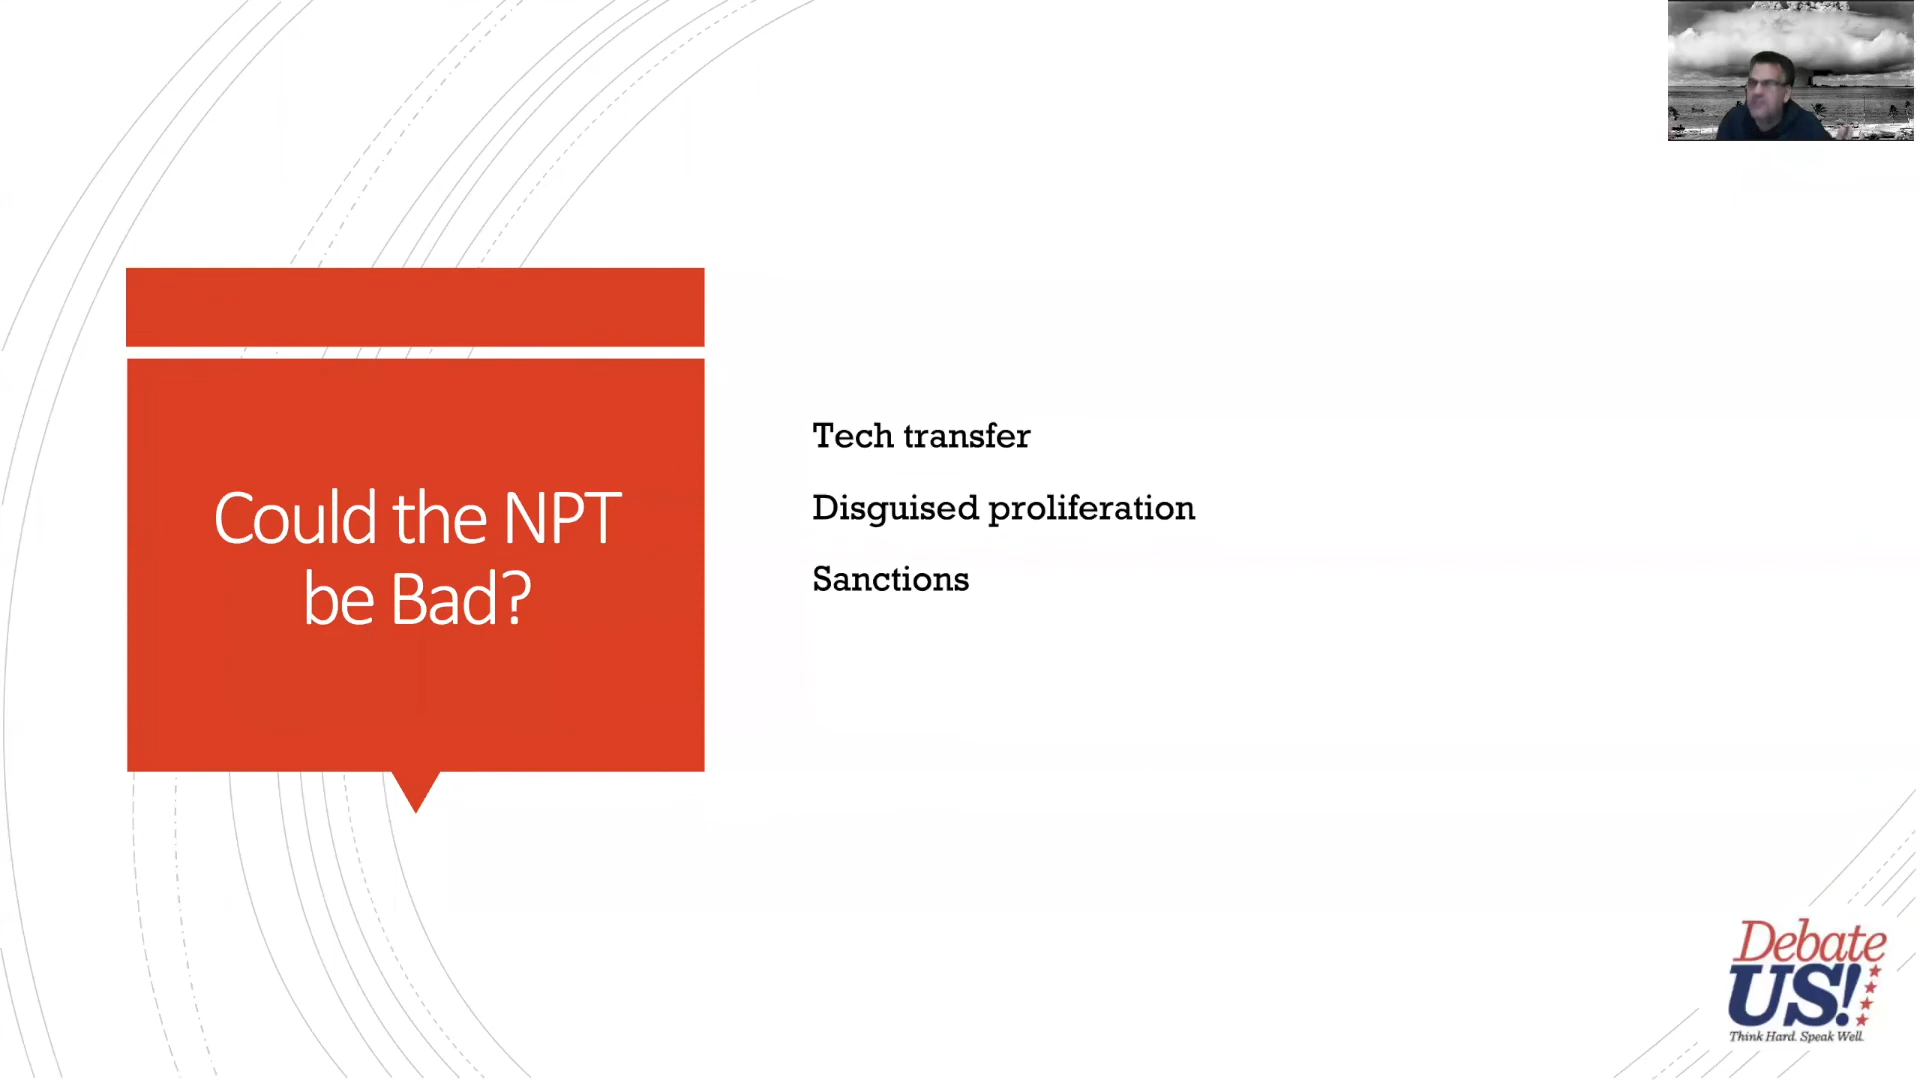 Could the NPT
be Bad?
Tech transfer
Disguised proliferation
Sanctions
Debate
US!
Think Hard. Speak Well.